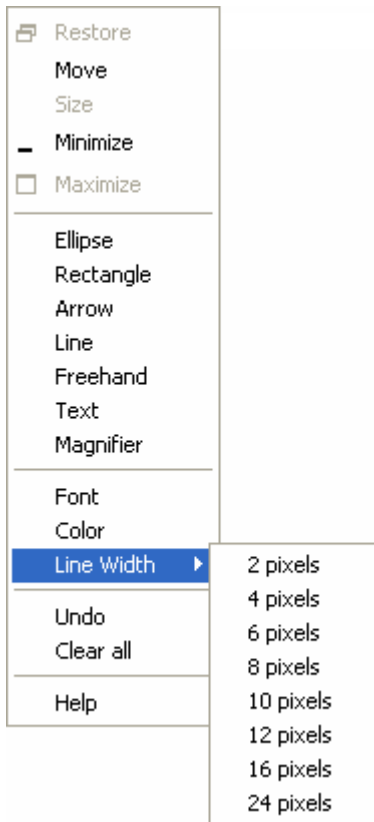 Restore
Move
Size
Minimize
Maximize
Ellipse
Rectangle
Arrow
Line
Freehand
Text
Magnifier
Font
Color
Line Width
Undo
Clear all
Help
2 pixels
4 pixels
6 pixels
8 pixels
10 pixels
12 pixels
16 pixels
24 pixels